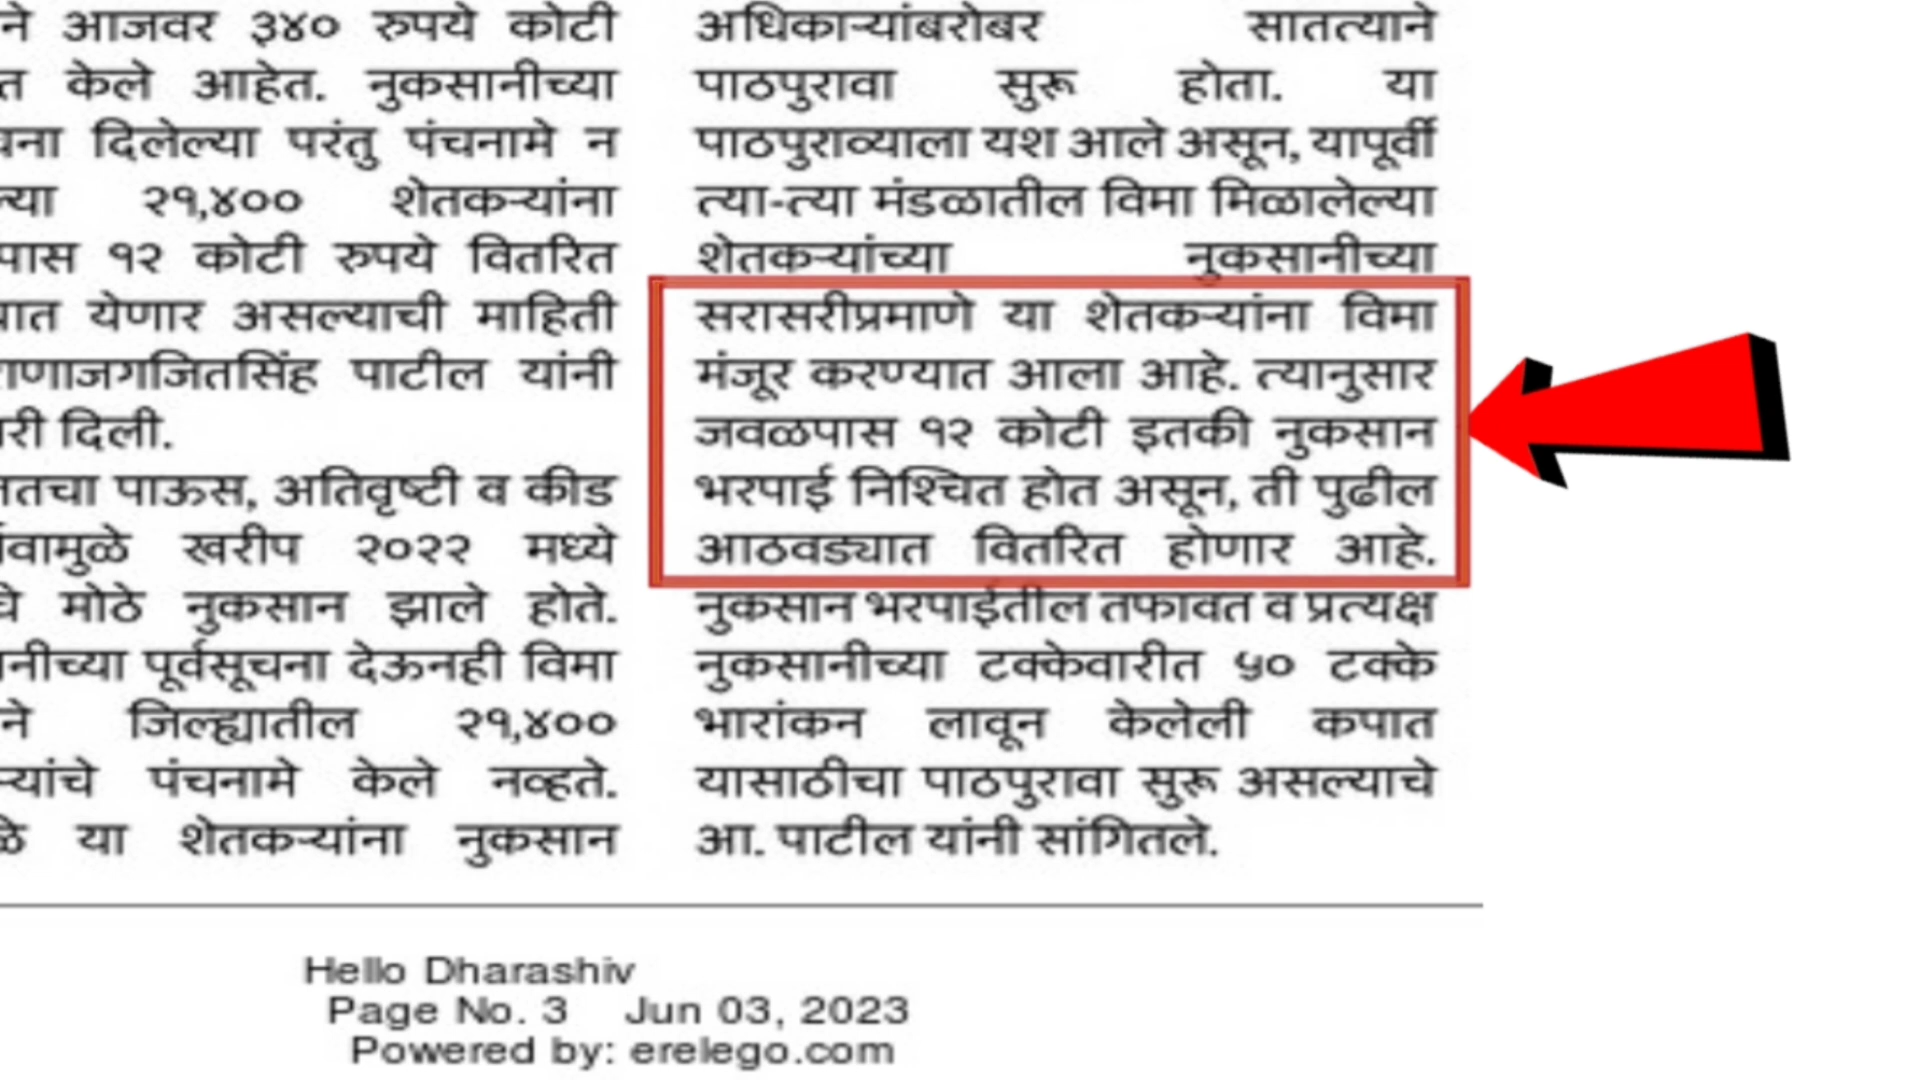 ने आजवर ३४० रुपये कोटी
त केले आहेत. नुकसानीच्या
दिलेल्या परंतु पंचनामे न
२१,४०० शेतकऱ्यांना
१२ कोटी रुपये वितरित
येणार असल्याची माहिती
पाटील यांनी
दिली.
पाऊस, अतिवृष्टी व कीड
खरीप २०२२ मध्ये
मोठे नुकसान झाले होते.
पूर्वसूचना देऊनही विमा
ने जिल्ह्यातील २१,४००
पंचनामे केले नव्हते.
या शेतकऱ्यांना नुकसान
अधिकाऱ्यांबरोबर सातत्याने
पाठपुरावा सुरू होता. या
पाठपुराव्याला यश आले असून, यापूर्वी
त्या-त्या मंडळातील विमा मिळालेल्या
शेतकऱ्यांच्या नुकसानीच्या
सरासरीप्रमाणे या शेतकऱ्यांना विमा
मंजूर करण्यात आला आहे. त्यानुसार
जवळपास १२ कोटी इतकी नुकसान
भरपाई निश्चित होत असून, ती पुढील
आठवड्यात वितरित होणार आहे.
नुकसान भरपाईतील तफावत व प्रत्यक्ष
नुकसानीच्या टक्केवारीत ५० टक्के
भारांकन लावून केलेली कपात
यासाठीचा पाठपुरावा सुरू असल्याचे
आ. पाटील यांनी सांगितले.
Hello Dharashiv
Page No. 3 Jun 03, 2023
Powered by: erelego.com